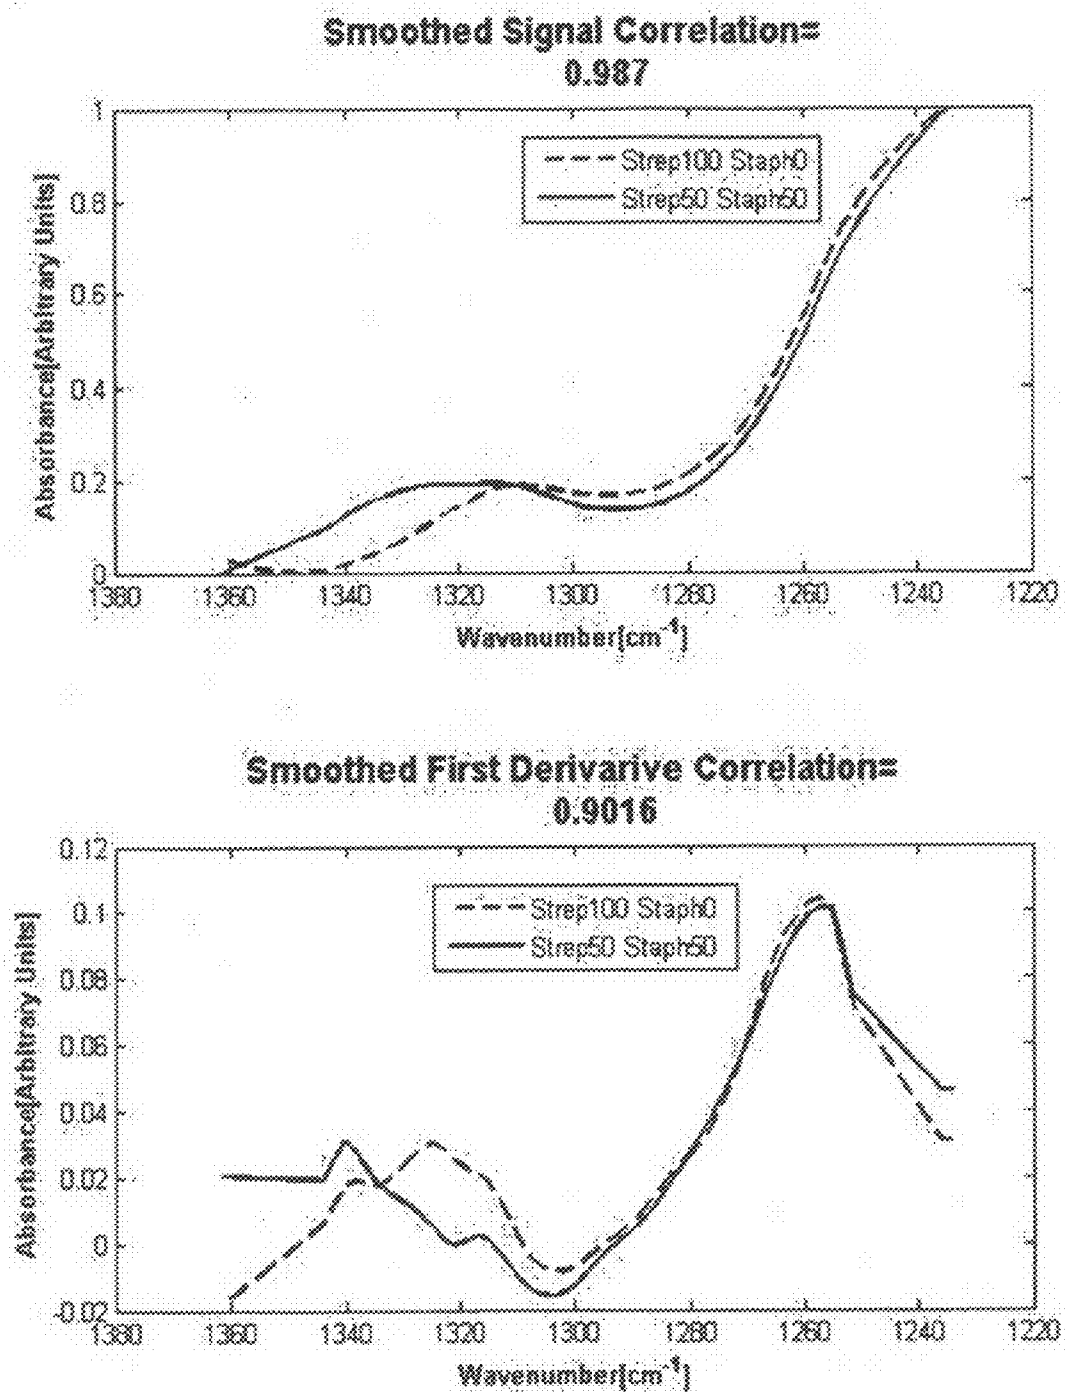 Smoothed Signal Correlation=
0.987
1
0.8
0.6
0.4
0.2
0
Absorbance[Arbitrary Units]
Strep100 Staph0
Strep50 Staph50
1380 1360 1340 1320 1300 1280 1260 1240 1220
Wavenumber[cm⁻¹]
Smoothed First Derivarive Correlation=
0.9016
0.12
0.1
0.08
0.06
0.04
0.02
0
-0.02
Absorbance[Arbitrary Units]
Strep100 Staph0
Strep50 Staph50
1380 1360 1340 1320 1300 1280 1260 1240 1220
Wavenumber[cm⁻¹]